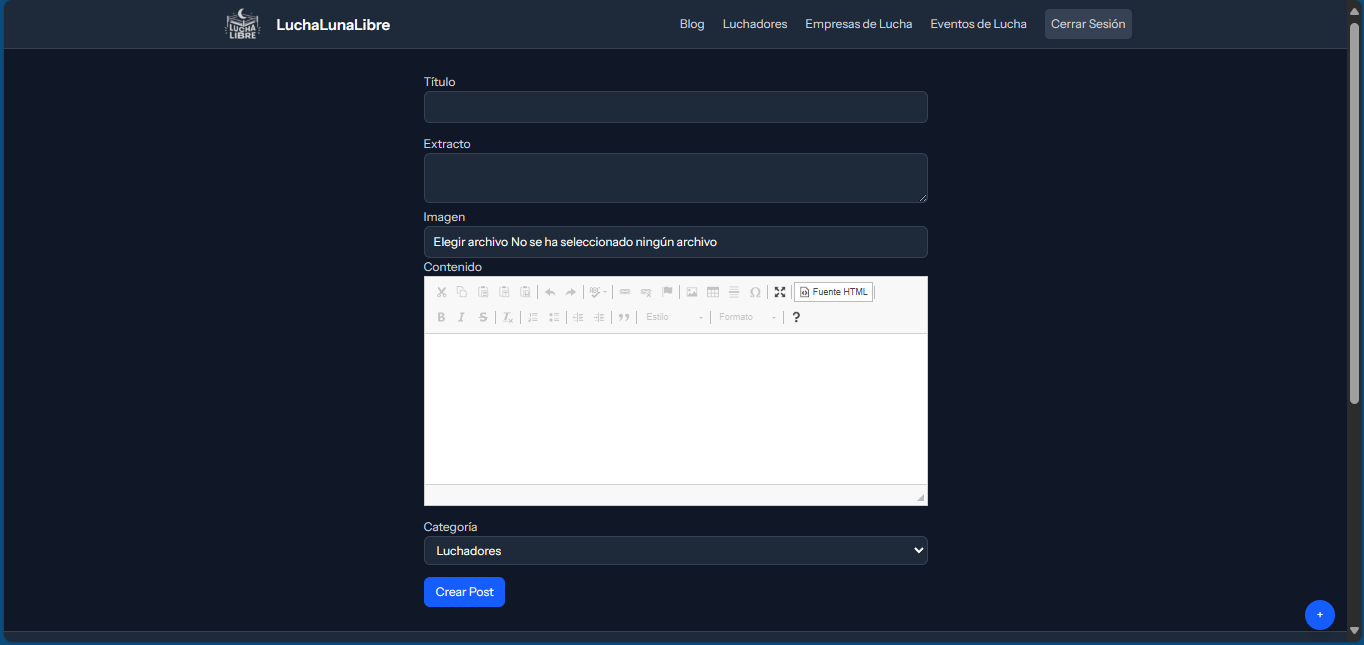 LUCHA
LIBRE
LuchaLunaLibre
Blog
Luchadores
Empresas de Lucha
Eventos de Lucha
Cerrar Sesión
Título
Extracto
Imagen
Elegir archivo No se ha seleccionado ningún archivo
Contenido
Fuente HTML
B I S Estilo Formato ?
Categoría
Luchadores
Crear Post
+